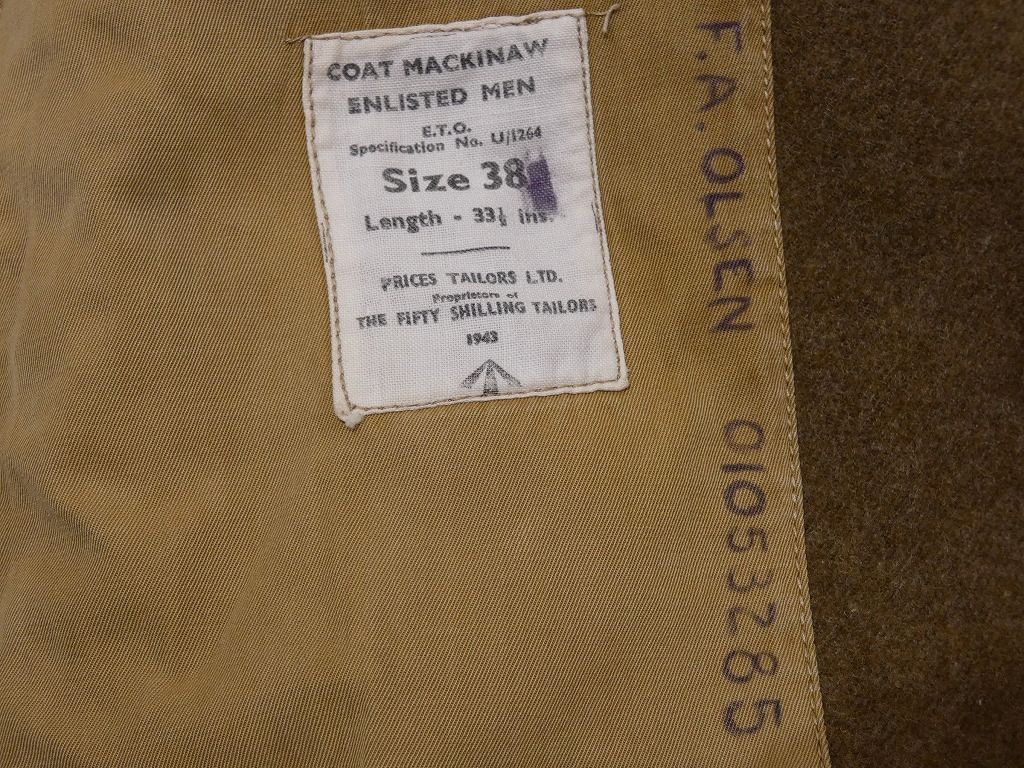 COAT MACKINAW
ENLISTED MEN
E.T.O.
Specification No. U/1264
Size 38
Length - 33½ ins.
PRICES TAILORS LTD.
Proprietors of
THE FIFTY SHILLING TAILORS
1943
F.A. OLSEN 01053285